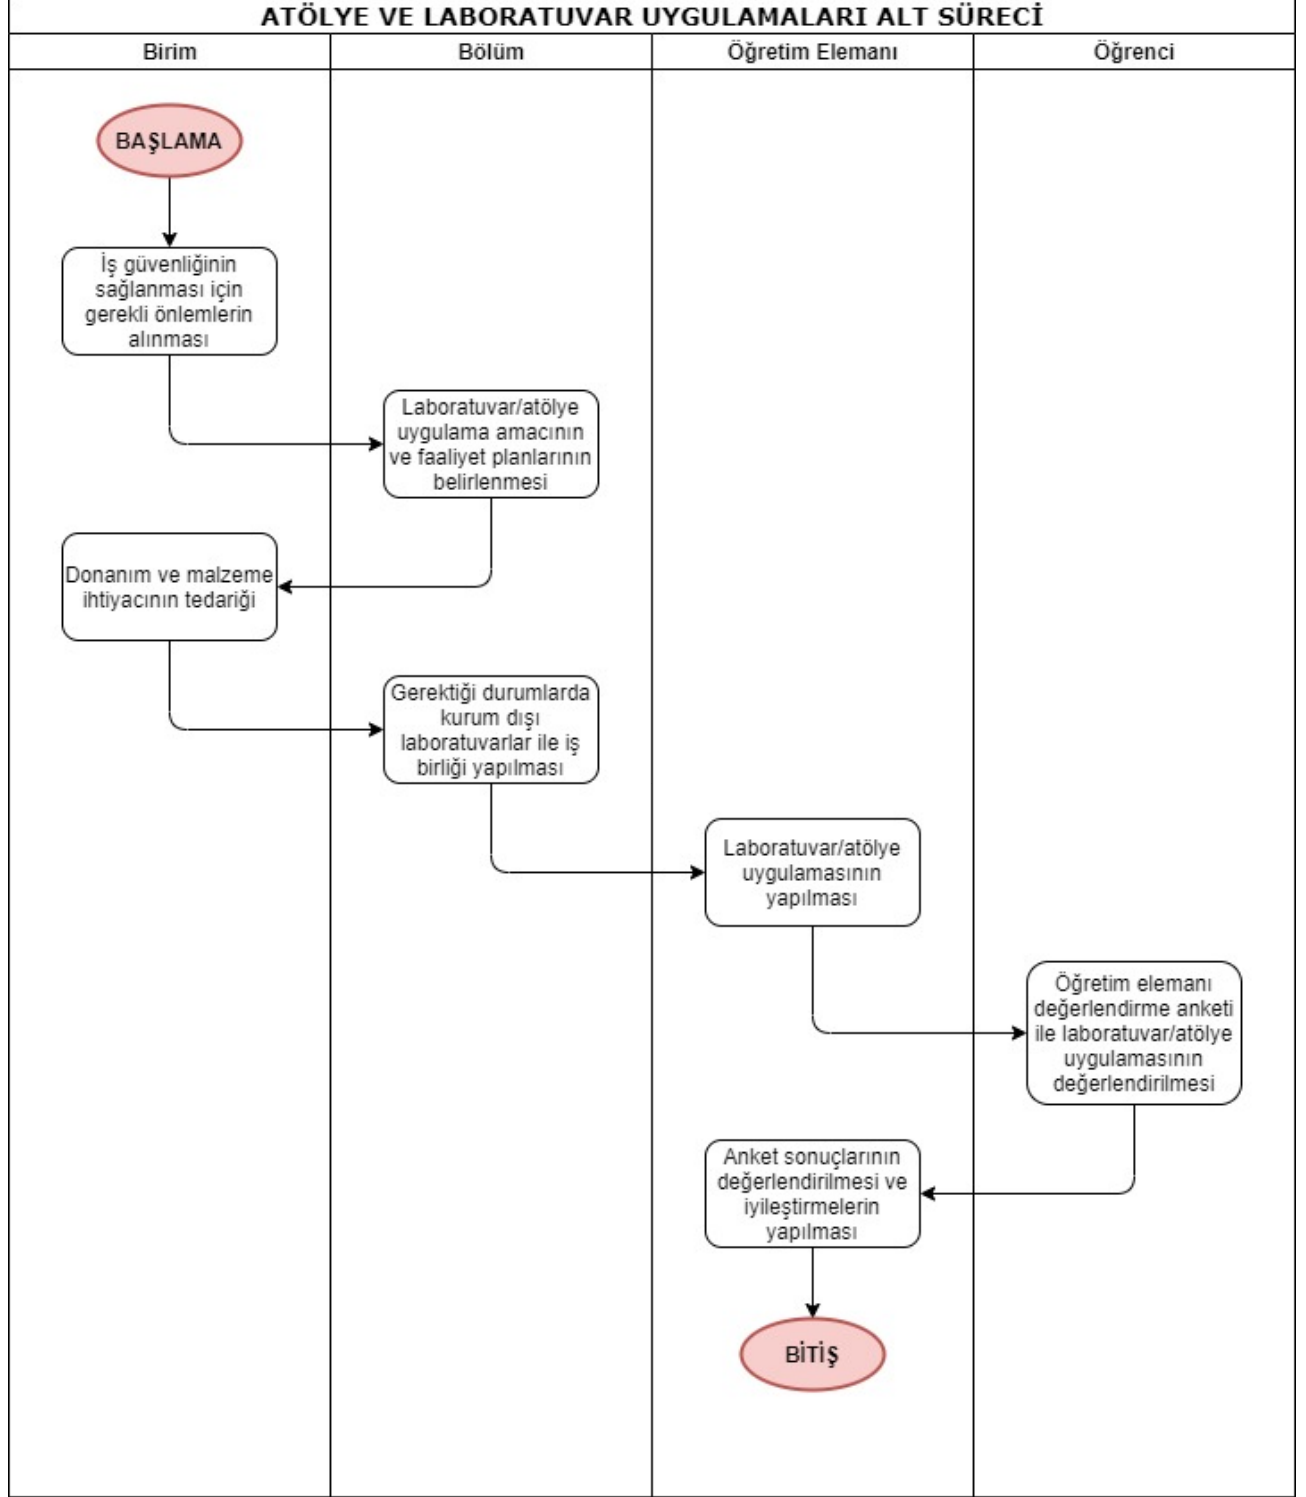 ATÖLYE VE LABORATUVAR UYGULAMALARI ALT SÜRECİ
Birim
Bölüm
Öğretim Elemanı
Öğrenci
BAŞLAMA
İş güvenliğinin
sağlanması için
gerekli önlemlerin
alınması
Laboratuvar/atölye
uygulama amacının
ve faaliyet planlarının
belirlenmesi
Donanım ve malzeme
ihtiyacının tedariği
Gerektiği durumlarda
kurum dışı
laboratuvarlar ile iş
birliği yapılması
Laboratuvar/atölye
uygulamasının
yapılması
Öğretim elemanı
değerlendirme anketi
ile laboratuvar/atölye
uygulamasının
değerlendirilmesi
Anket sonuçlarının
değerlendirilmesi ve
iyileştirmelerin
yapılması
BİTİŞ